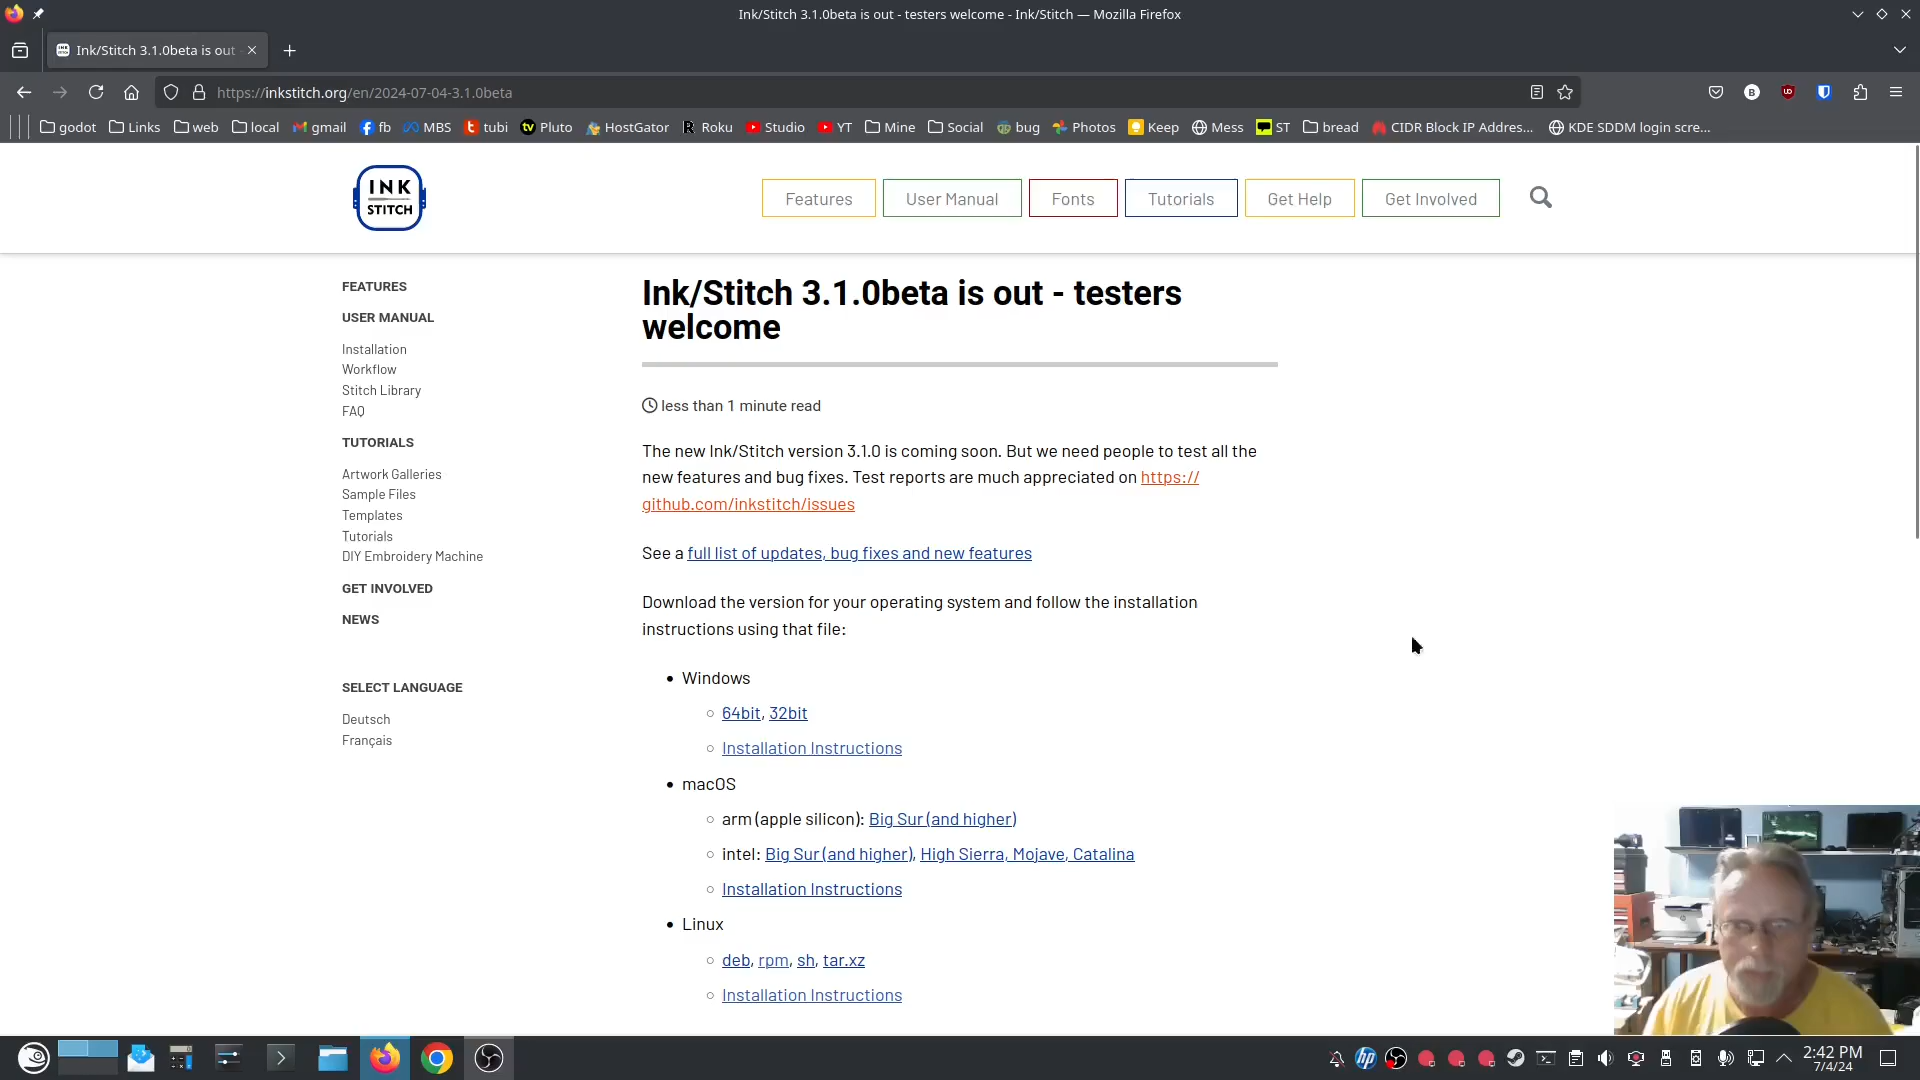 Ink/Stitch 3.1.0beta is out - testers welcome - Ink/Stitch — Mozilla Firefox
Ink/Stitch 3.1.0beta is out
https://inkstitch.org/en/2024-07-04-3.1.0beta
godot Links web local gmail fb MBS tubi Pluto HostGator Roku Studio YT Mine Social bug Photos Keep Mess ST bread CIDR Block IP Addres... KDE SDDM login scre...
INK
STITCH
Features User Manual Fonts Tutorials Get Help Get Involved
FEATURES
USER MANUAL
Installation
Workflow
Stitch Library
FAQ
TUTORIALS
Artwork Galleries
Sample Files
Templates
Tutorials
DIY Embroidery Machine
GET INVOLVED
NEWS
SELECT LANGUAGE
Deutsch
Français
Ink/Stitch 3.1.0beta is out - testers
welcome
less than 1 minute read
The new Ink/Stitch version 3.1.0 is coming soon. But we need people to test all the
new features and bug fixes. Test reports are much appreciated on https://
github.com/inkstitch/issues
See a full list of updates, bug fixes and new features
Download the version for your operating system and follow the installation
instructions using that file:
Windows
64bit, 32bit
Installation Instructions
macOS
arm (apple silicon): Big Sur (and higher)
intel: Big Sur (and higher), High Sierra, Mojave, Catalina
Installation Instructions
Linux
deb, rpm, sh, tar.xz
Installation Instructions
2:42 PM
7/4/24